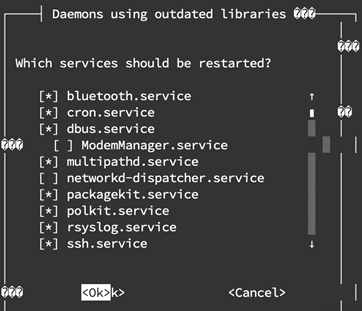 Daemons using outdated libraries ���
���
Which services should be restarted?
[*] bluetooth.service ↑
[*] cron.service ��
[*] dbus.service
��� [ ] ModemManager.service
[*] multipathd.service
[ ] networkd-dispatcher.service
[*] packagekit.service
[*] polkit.service
[*] rsyslog.service
[*] ssh.service ↓
��� <Ok>k> <Cancel>